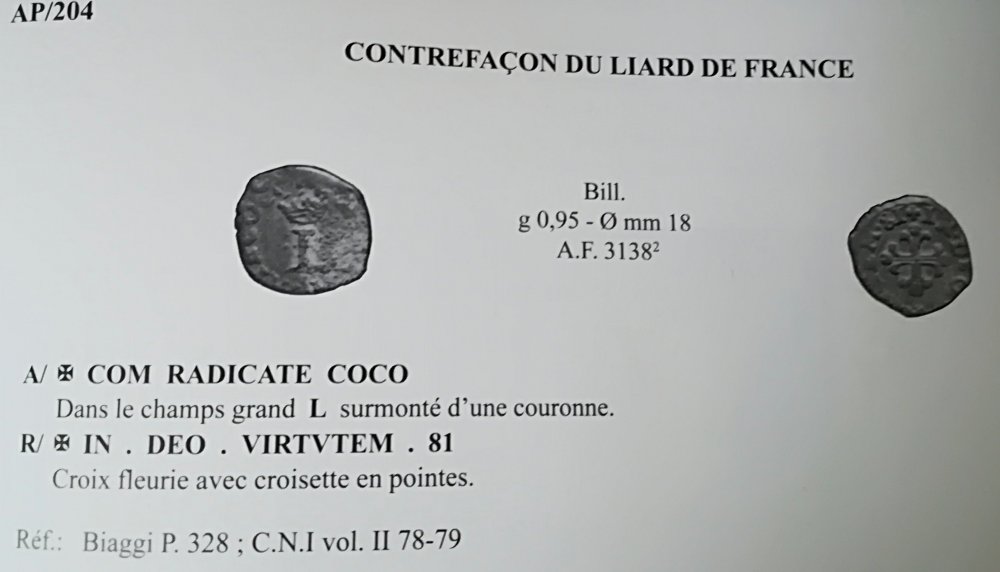 AP/204
CONTREFAÇON DU LIARD DE FRANCE
Bill.
g 0,95 - Ø mm 18
A.F. 3138²
A/ ✠ COM RADICATE COCO
Dans le champs grand L surmonté d'une couronne.
R/ ✠ IN . DEO . VIRTVTEM . 81
Croix fleurie avec croisette en pointes.
Réf.: Biaggi P. 328 ; C.N.I vol. II 78-79